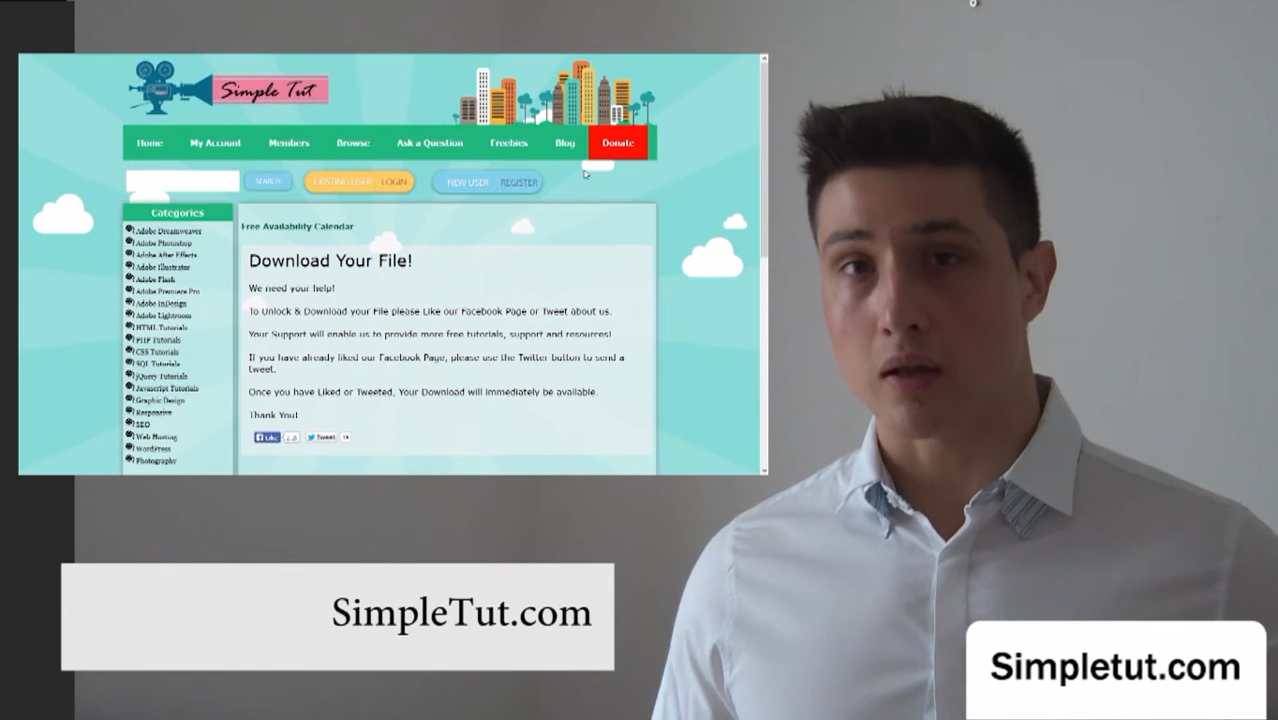 Simple Tut
Home My Account Members Browse Ask a Question Freebies Blog Donate
SEARCH EXISTING USER LOGIN NEW USER REGISTER
Categories
Adobe Dreamweaver
Adobe Photoshop
Adobe After Effects
Adobe Illustrator
Adobe Flash
Adobe Premiere Pro
Adobe InDesign
Adobe Lightroom
HTML Tutorials
PHP Tutorials
CSS Tutorials
SQL Tutorials
jQuery Tutorials
Javascript Tutorials
Graphic Design
Responsive
SEO
Web Hosting
WordPress
Photography
Free Availability Calendar
Download Your File!
We need your help!
To Unlock & Download your File please Like our Facebook Page or Tweet about us.
Your Support will enable us to provide more free tutorials, support and resources!
If you have already liked our Facebook Page, please use the Twitter button to send a
tweet.
Once you have Liked or Tweeted, Your Download will immediately be available.
Thank You!
Like Tweet
SimpleTut.com
Simpletut.com